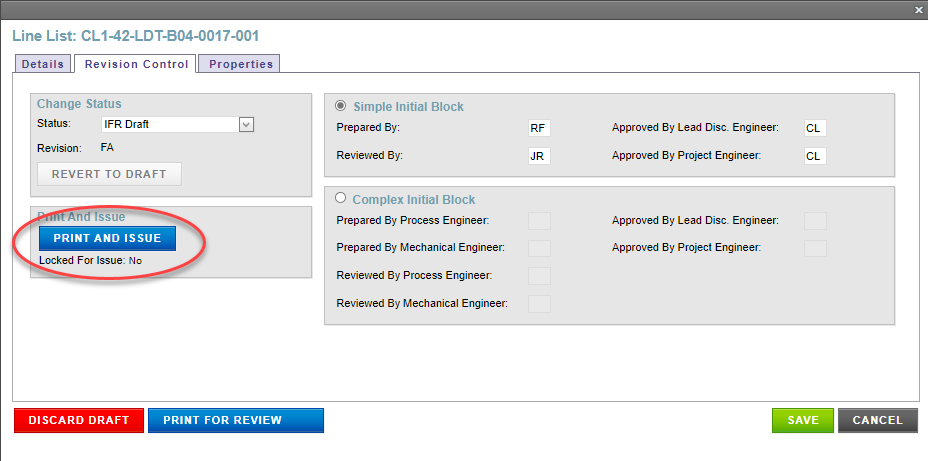 Line List: CL1-42-LDT-B04-0017-001
Details
Revision Control
Properties
Change Status
Status:
IFR Draft
Revision:
FA
REVERT TO DRAFT
Print And Issue
PRINT AND ISSUE
Locked For Issue: No
Simple Initial Block
Prepared By:
RF
Approved By Lead Disc. Engineer:
CL
Reviewed By:
JR
Approved By Project Engineer:
CL
Complex Initial Block
Prepared By Process Engineer:
Approved By Lead Disc. Engineer:
Prepared By Mechanical Engineer:
Approved By Project Engineer:
Reviewed By Process Engineer:
Reviewed By Mechanical Engineer:
DISCARD DRAFT
PRINT FOR REVIEW
SAVE
CANCEL